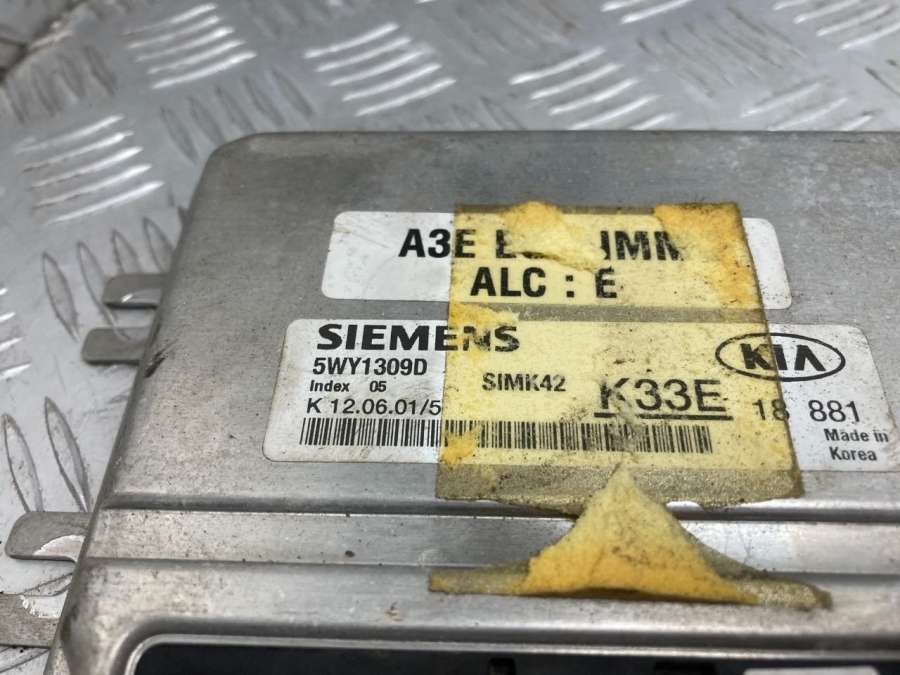 A3E IMM
ALC : E
SIEMENS
5WY1309D
KIA
Index 05
SIMK42
K33E
K 12.06.01/5
18 881
Made in
Korea